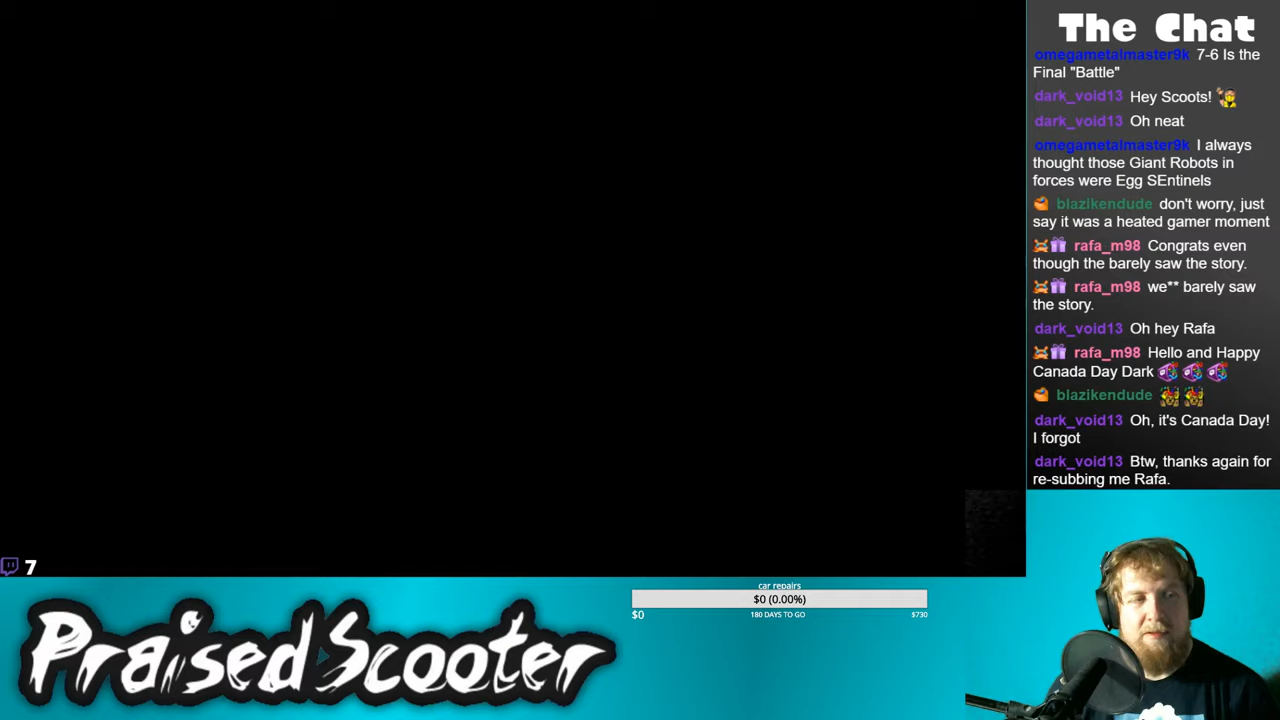 The Chat
omegametalmaster9k 7-6 Is the
Final "Battle"
dark_void13 Hey Scoots!
dark_void13 Oh neat
omegametalmaster9k I always
thought those Giant Robots in
forces were Egg SEntinels
blazikendude don't worry, just
say it was a heated gamer moment
rafa_m98 Congrats even
though the barely saw the story.
rafa_m98 we** barely saw
the story.
dark_void13 Oh hey Rafa
rafa_m98 Hello and Happy
Canada Day Dark
blazikendude
dark_void13 Oh, it's Canada Day!
I forgot
dark_void13 Btw, thanks again for
re-subbing me Rafa.
7
car repairs
$0 (0.00%)
$0 180 DAYS TO GO $730
PraisedScooter